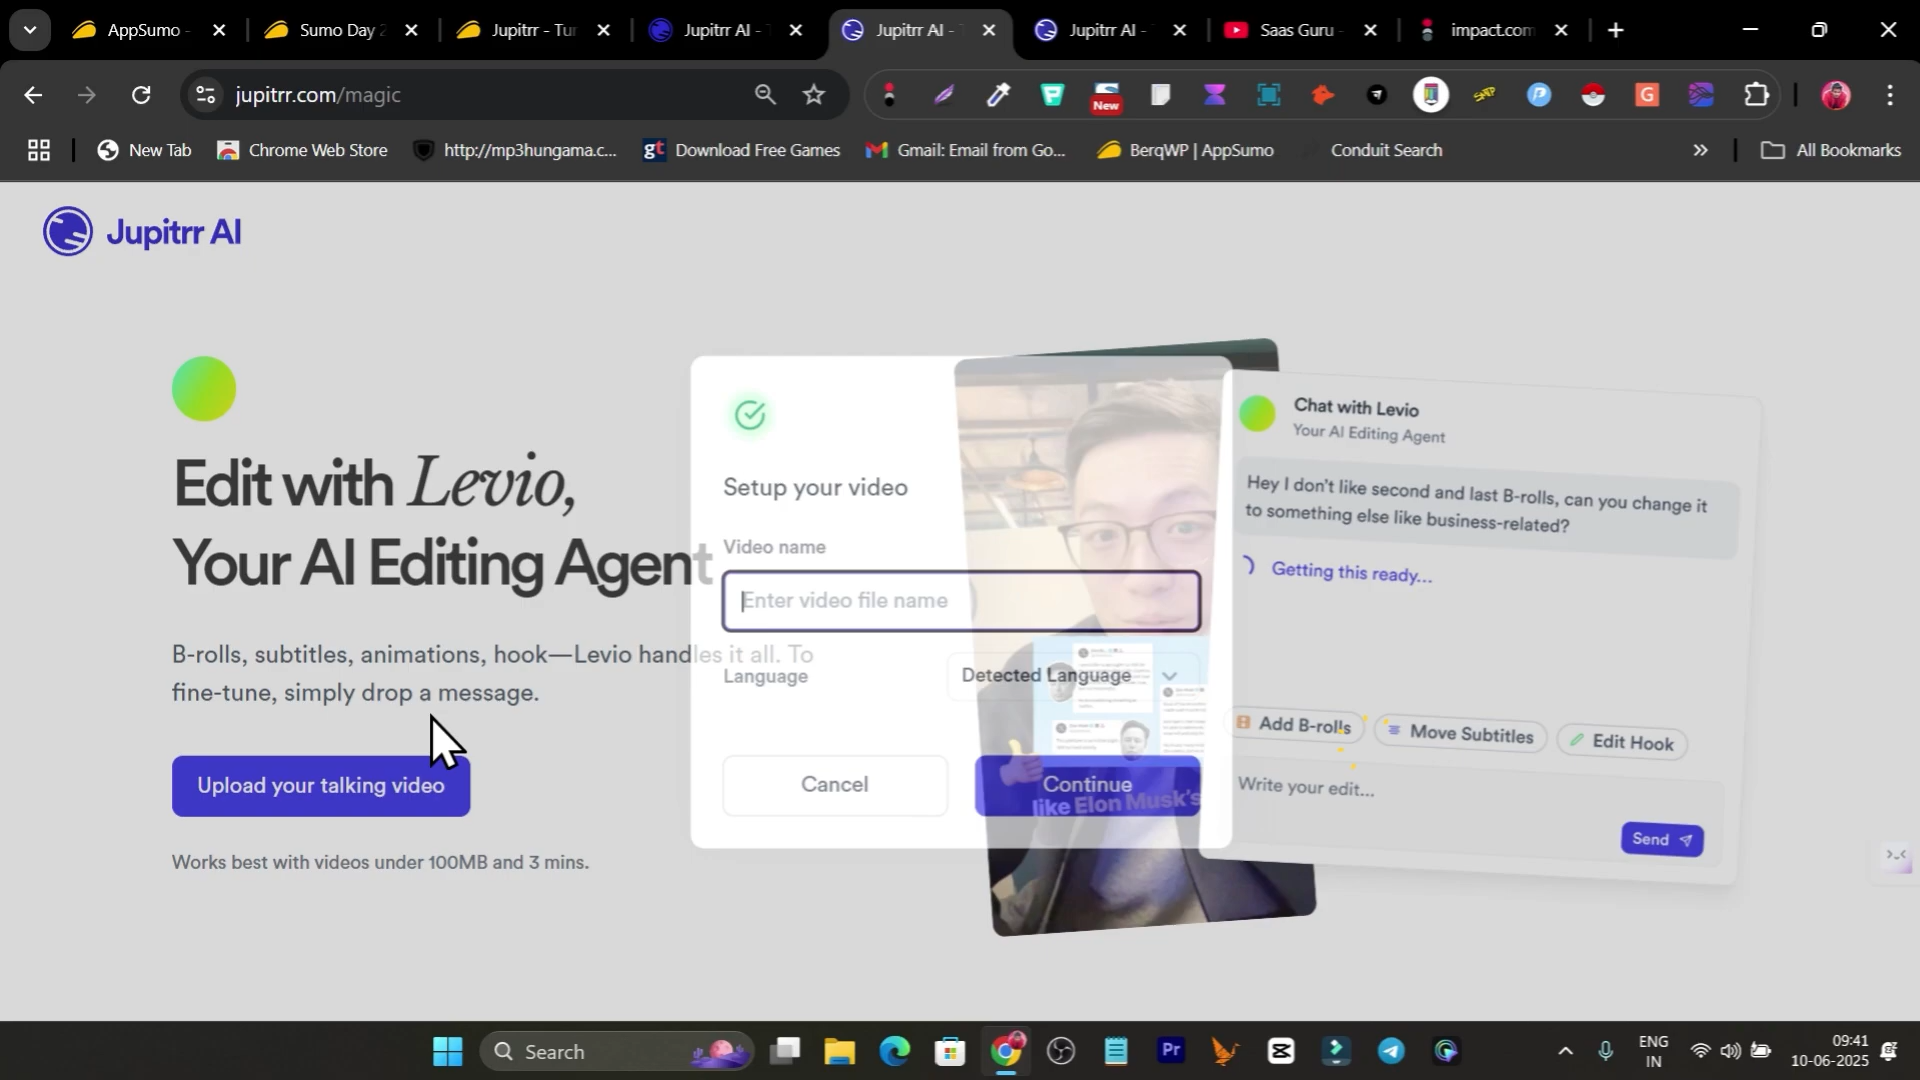 AppSumo -
Sumo Day 2
Jupitrr - Tur
Jupitrr AI -
Jupitrr AI -
Jupitrr AI -
Saas Guru -
impact.com
jupitrr.com/magic
New
New Tab
Chrome Web Store
http://mp3hungama.c...
gt
Download Free Games
Gmail: Email from Go...
BerqWP | AppSumo
Conduit Search
All Bookmarks
Jupitrr AI
Edit with Levio,
Your AI Editing Agent
B-rolls, subtitles, animations, hook—Levio handles it all. To
fine-tune, simply drop a message.
Upload your talking video
Works best with videos under 100MB and 3 mins.
Setup your video
Video name
Enter video file name
Language
Detected Language
Cancel
Continue
like Elon Musk's
Chat with Levio
Your AI Editing Agent
Hey I don't like second and last B-rolls, can you change it
to something else like business-related?
Getting this ready...
Add B-rolls
Move Subtitles
Edit Hook
Write your edit...
Send
Search
Pr
ENG
IN
09:41
10-06-2025